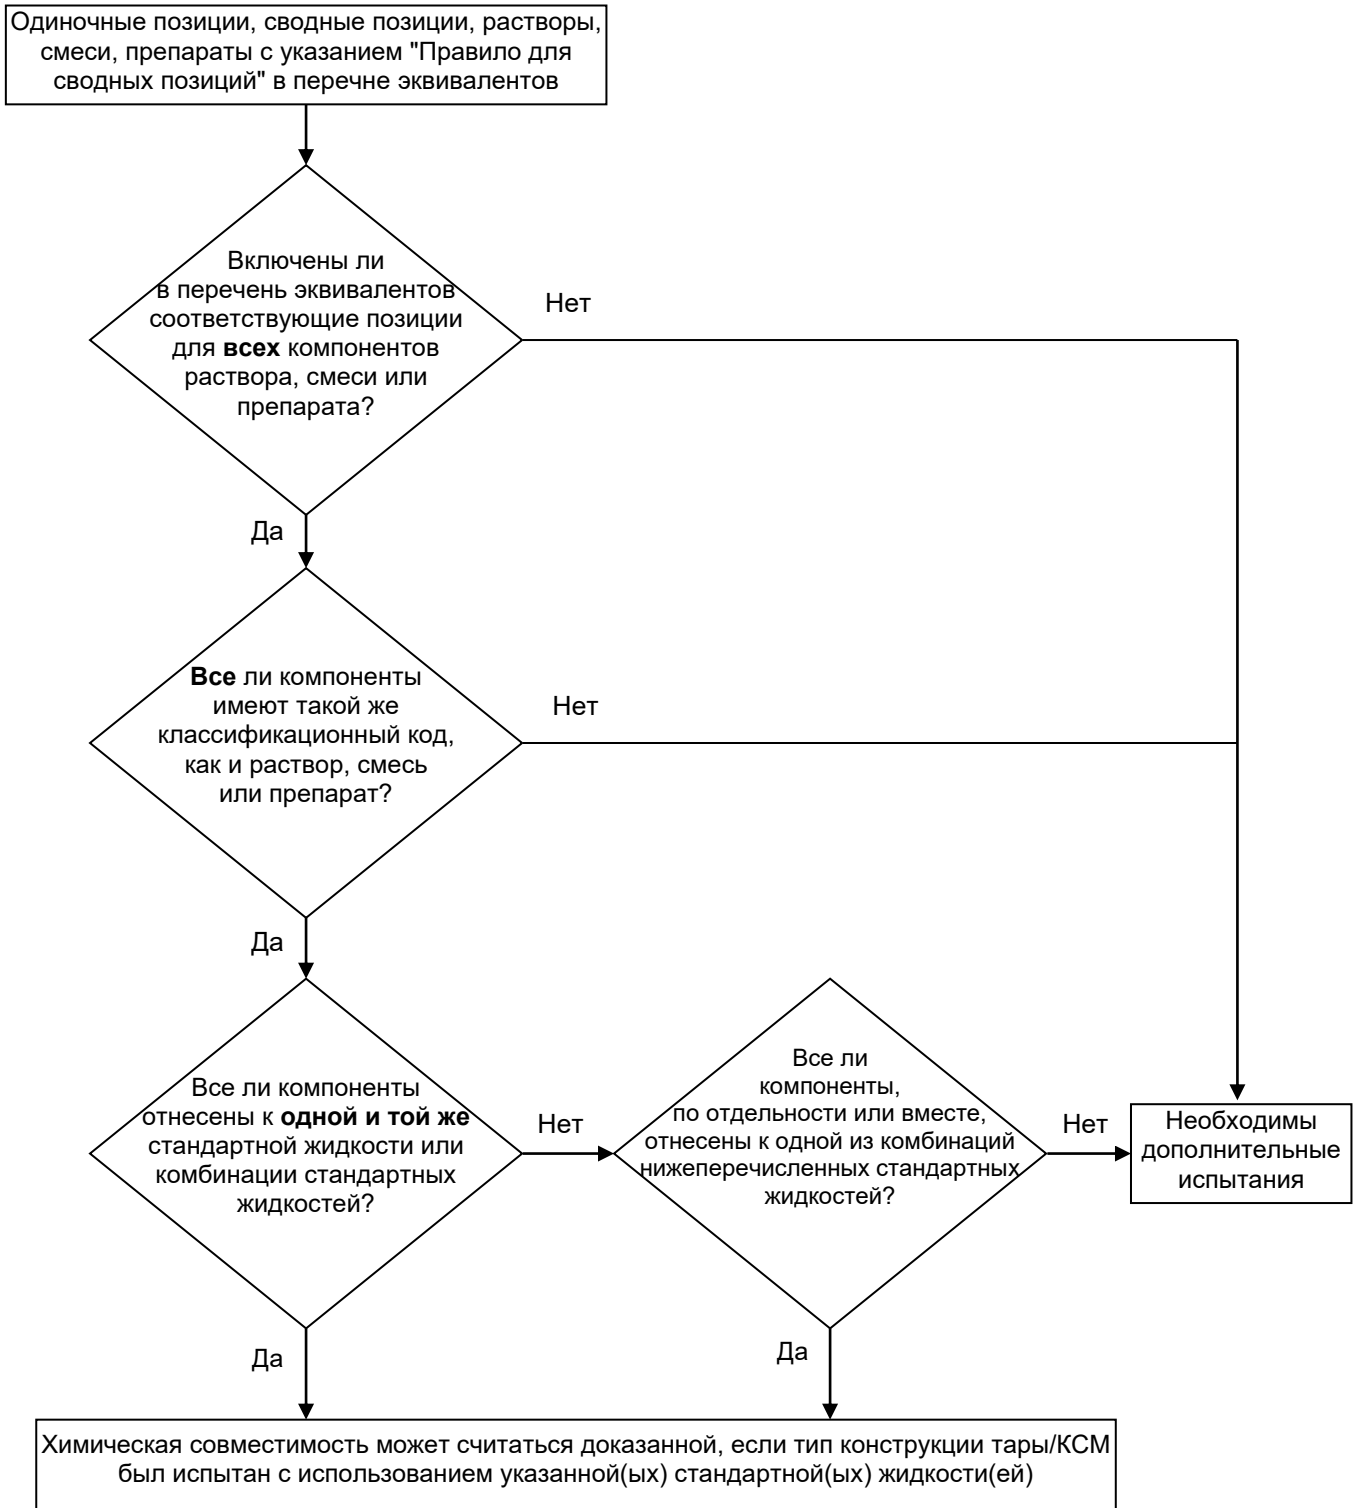 Одиночные позиции, сводные позиции, растворы,
смеси, препараты с указанием "Правило для
сводных позиций" в перечне эквивалентов
Включены ли
в перечень эквивалентов
соответствующие позиции
для всех компонентов
раствора, смеси или
препарата?
Нет
Да
Все ли компоненты
имеют такой же
классификационный код,
как и раствор, смесь
или препарат?
Нет
Да
Все ли компоненты
отнесены к одной и той же
стандартной жидкости или
комбинации стандартных
жидкостей?
Нет
Все ли
компоненты,
по отдельности или вместе,
отнесены к одной из комбинаций
нижеперечисленных стандартных
жидкостей?
Нет
Необходимы
дополнительные
испытания
Да
Да
Химическая совместимость может считаться доказанной, если тип конструкции тары/КСМ
был испытан с использованием указанной(ых) стандартной(ых) жидкости(ей)